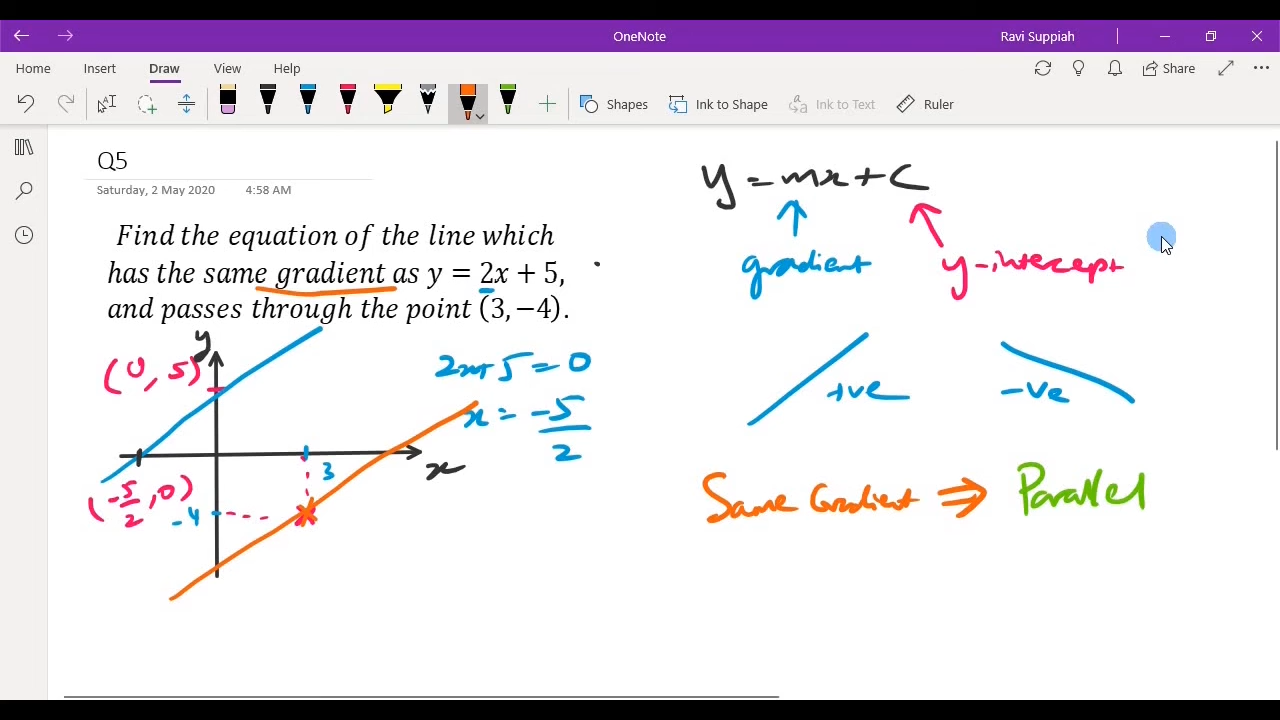 OneNote
Ravi Suppiah
Home Insert Draw View Help
Share
Shapes
Ink to Shape
Ink to Text
Ruler
Q5
Saturday, 2 May 2020 4:58 AM
Find the equation of the line which
has the same gradient as y = 2x + 5,
and passes through the point (3, −4).
y = mx + c
gradient
y-intercept
y
(0, 5)
2x+5 = 0
x = -5/2
x
3
(-5/2, 0)
-4
+ve
-ve
Same Gradient ⇒ Parallel